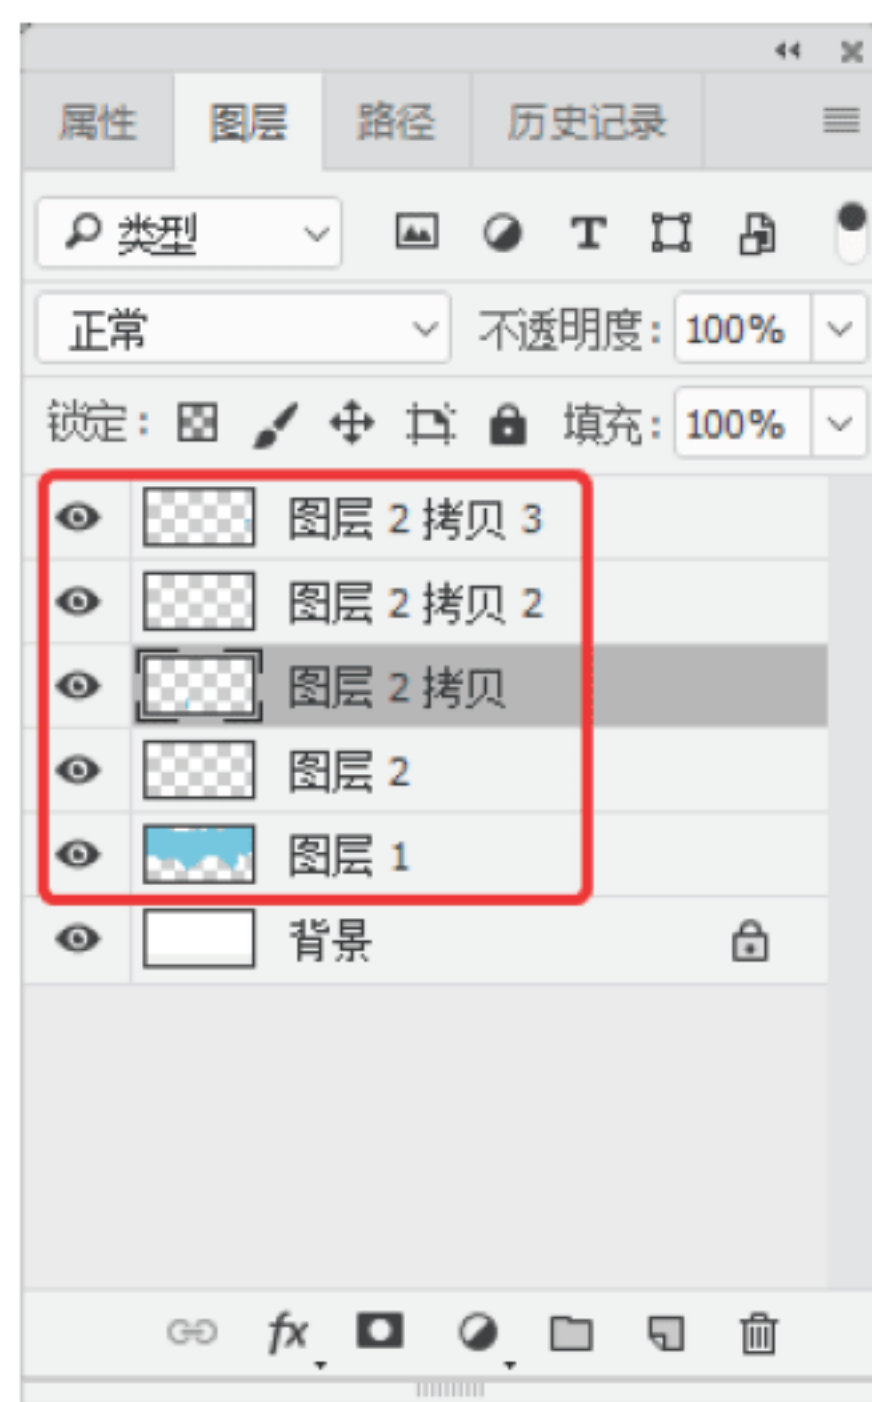 属性 图层 路径 历史记录
类型 T
正常 不透明度: 100%
锁定: 填充: 100%
图层 2 拷贝 3
图层 2 拷贝 2
图层 2 拷贝
图层 2
图层 1
背景
fx